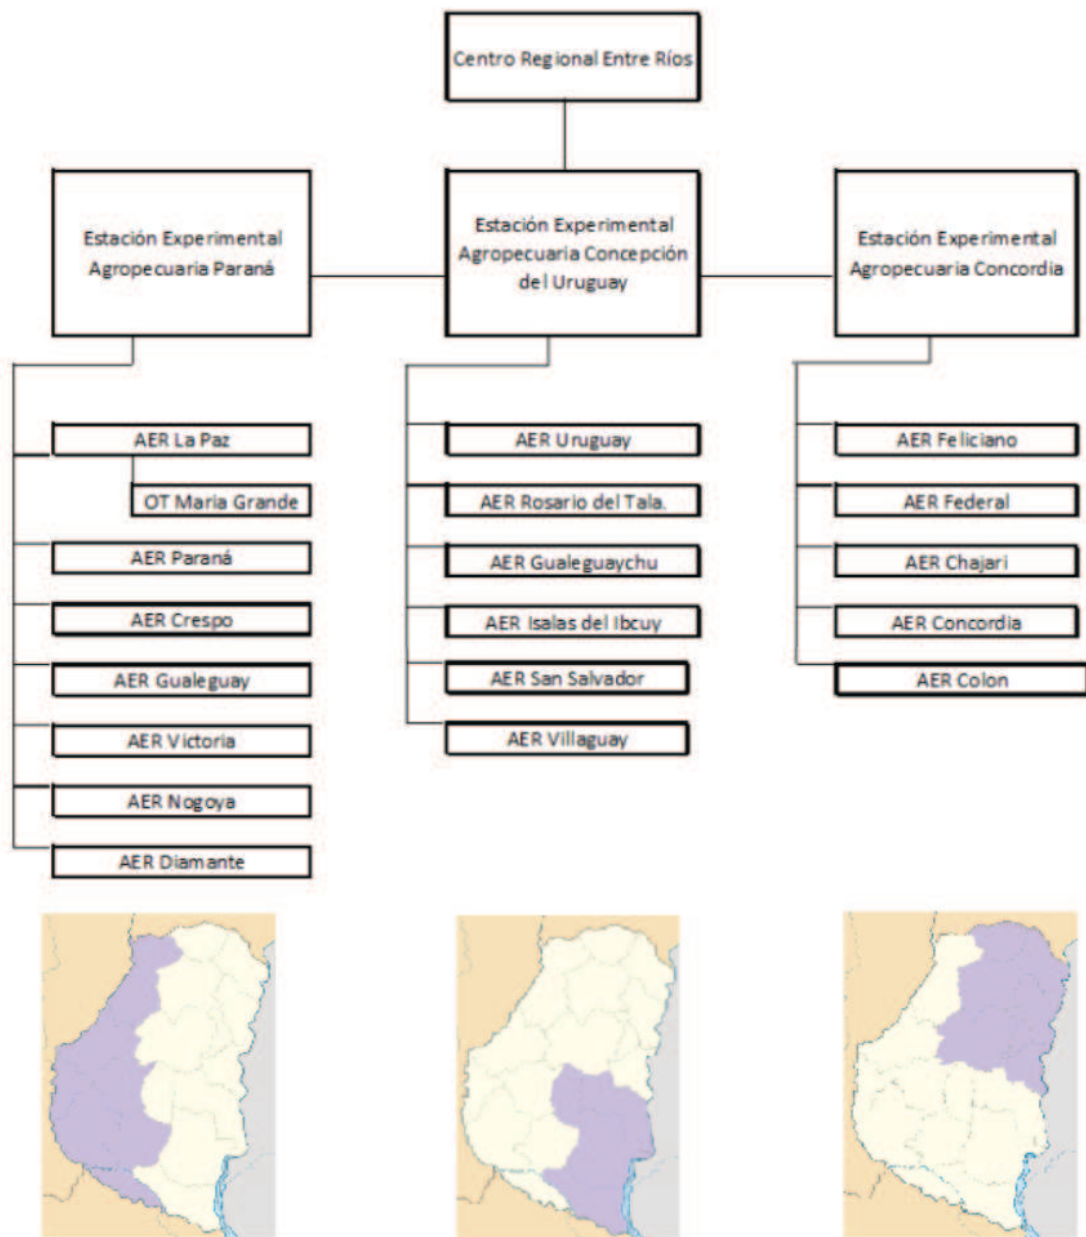 Centro Regional Entre Ríos
Estación Experimental
Agropecuaria Paraná
Estación Experimental
Agropecuaria Concepción
del Uruguay
Estación Experimental
Agropecuaria Concordia
AER La Paz
OT Maria Grande
AER Paraná
AER Crespo
AER Gualeguay
AER Victoria
AER Nogoya
AER Diamante
AER Uruguay
AER Rosario del Tala.
AER Gualeguaychu
AER Isalas del Ibcuy
AER San Salvador
AER Villaguay
AER Feliciano
AER Federal
AER Chajari
AER Concordia
AER Colon